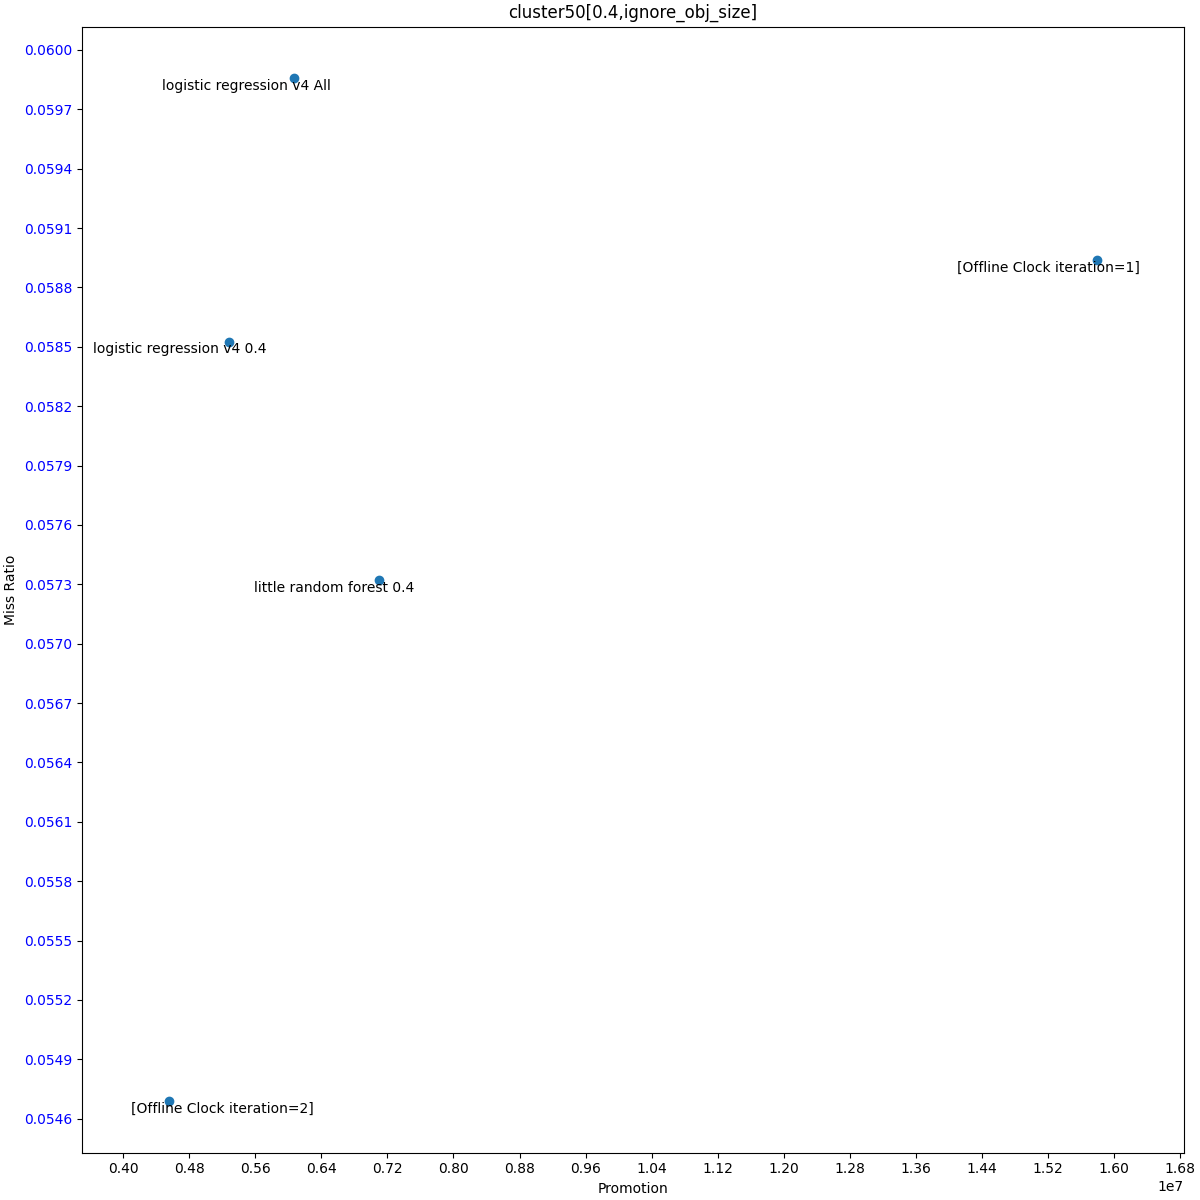 cluster50[0.4,ignore_obj_size]
0.0600
logistic regression v4 All
0.0597
0.0594
0.0591
[Offline Clock iteration=1]
0.0588
logistic regression v4 0.4
0.0585
0.0582
0.0579
0.0576
little random forest 0.4
0.0573
0.0570
0.0567
0.0564
0.0561
0.0558
0.0555
0.0552
0.0549
[Offline Clock iteration=2]
0.0546
Miss Ratio
0.40 0.48 0.56 0.64 0.72 0.80 0.88 0.96 1.04 1.12 1.20 1.28 1.36 1.44 1.52 1.60 1.68
1e7
Promotion